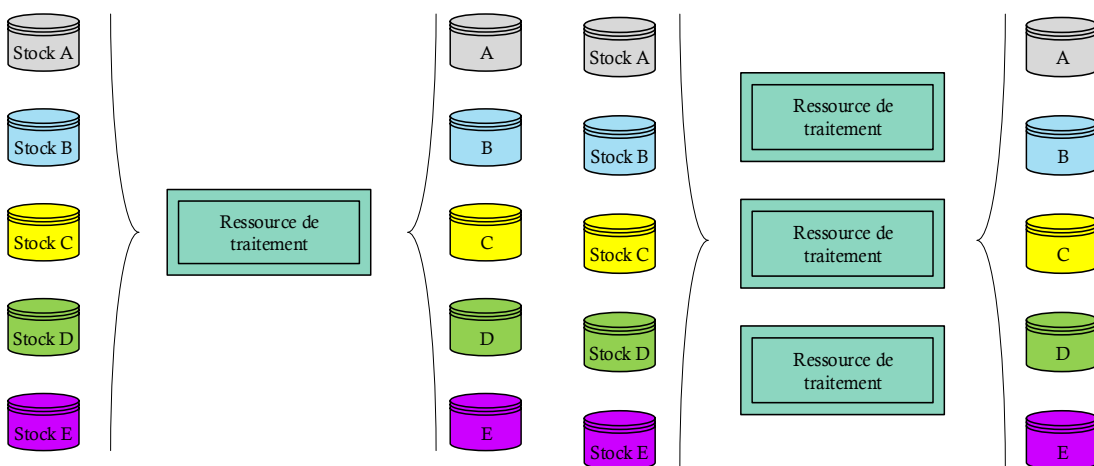 Stock A
Stock B
Stock C
Stock D
Stock E
Ressource de
traitement
A
B
C
D
E
Stock A
Stock B
Stock C
Stock D
Stock E
Ressource de
traitement
Ressource de
traitement
Ressource de
traitement
A
B
C
D
E